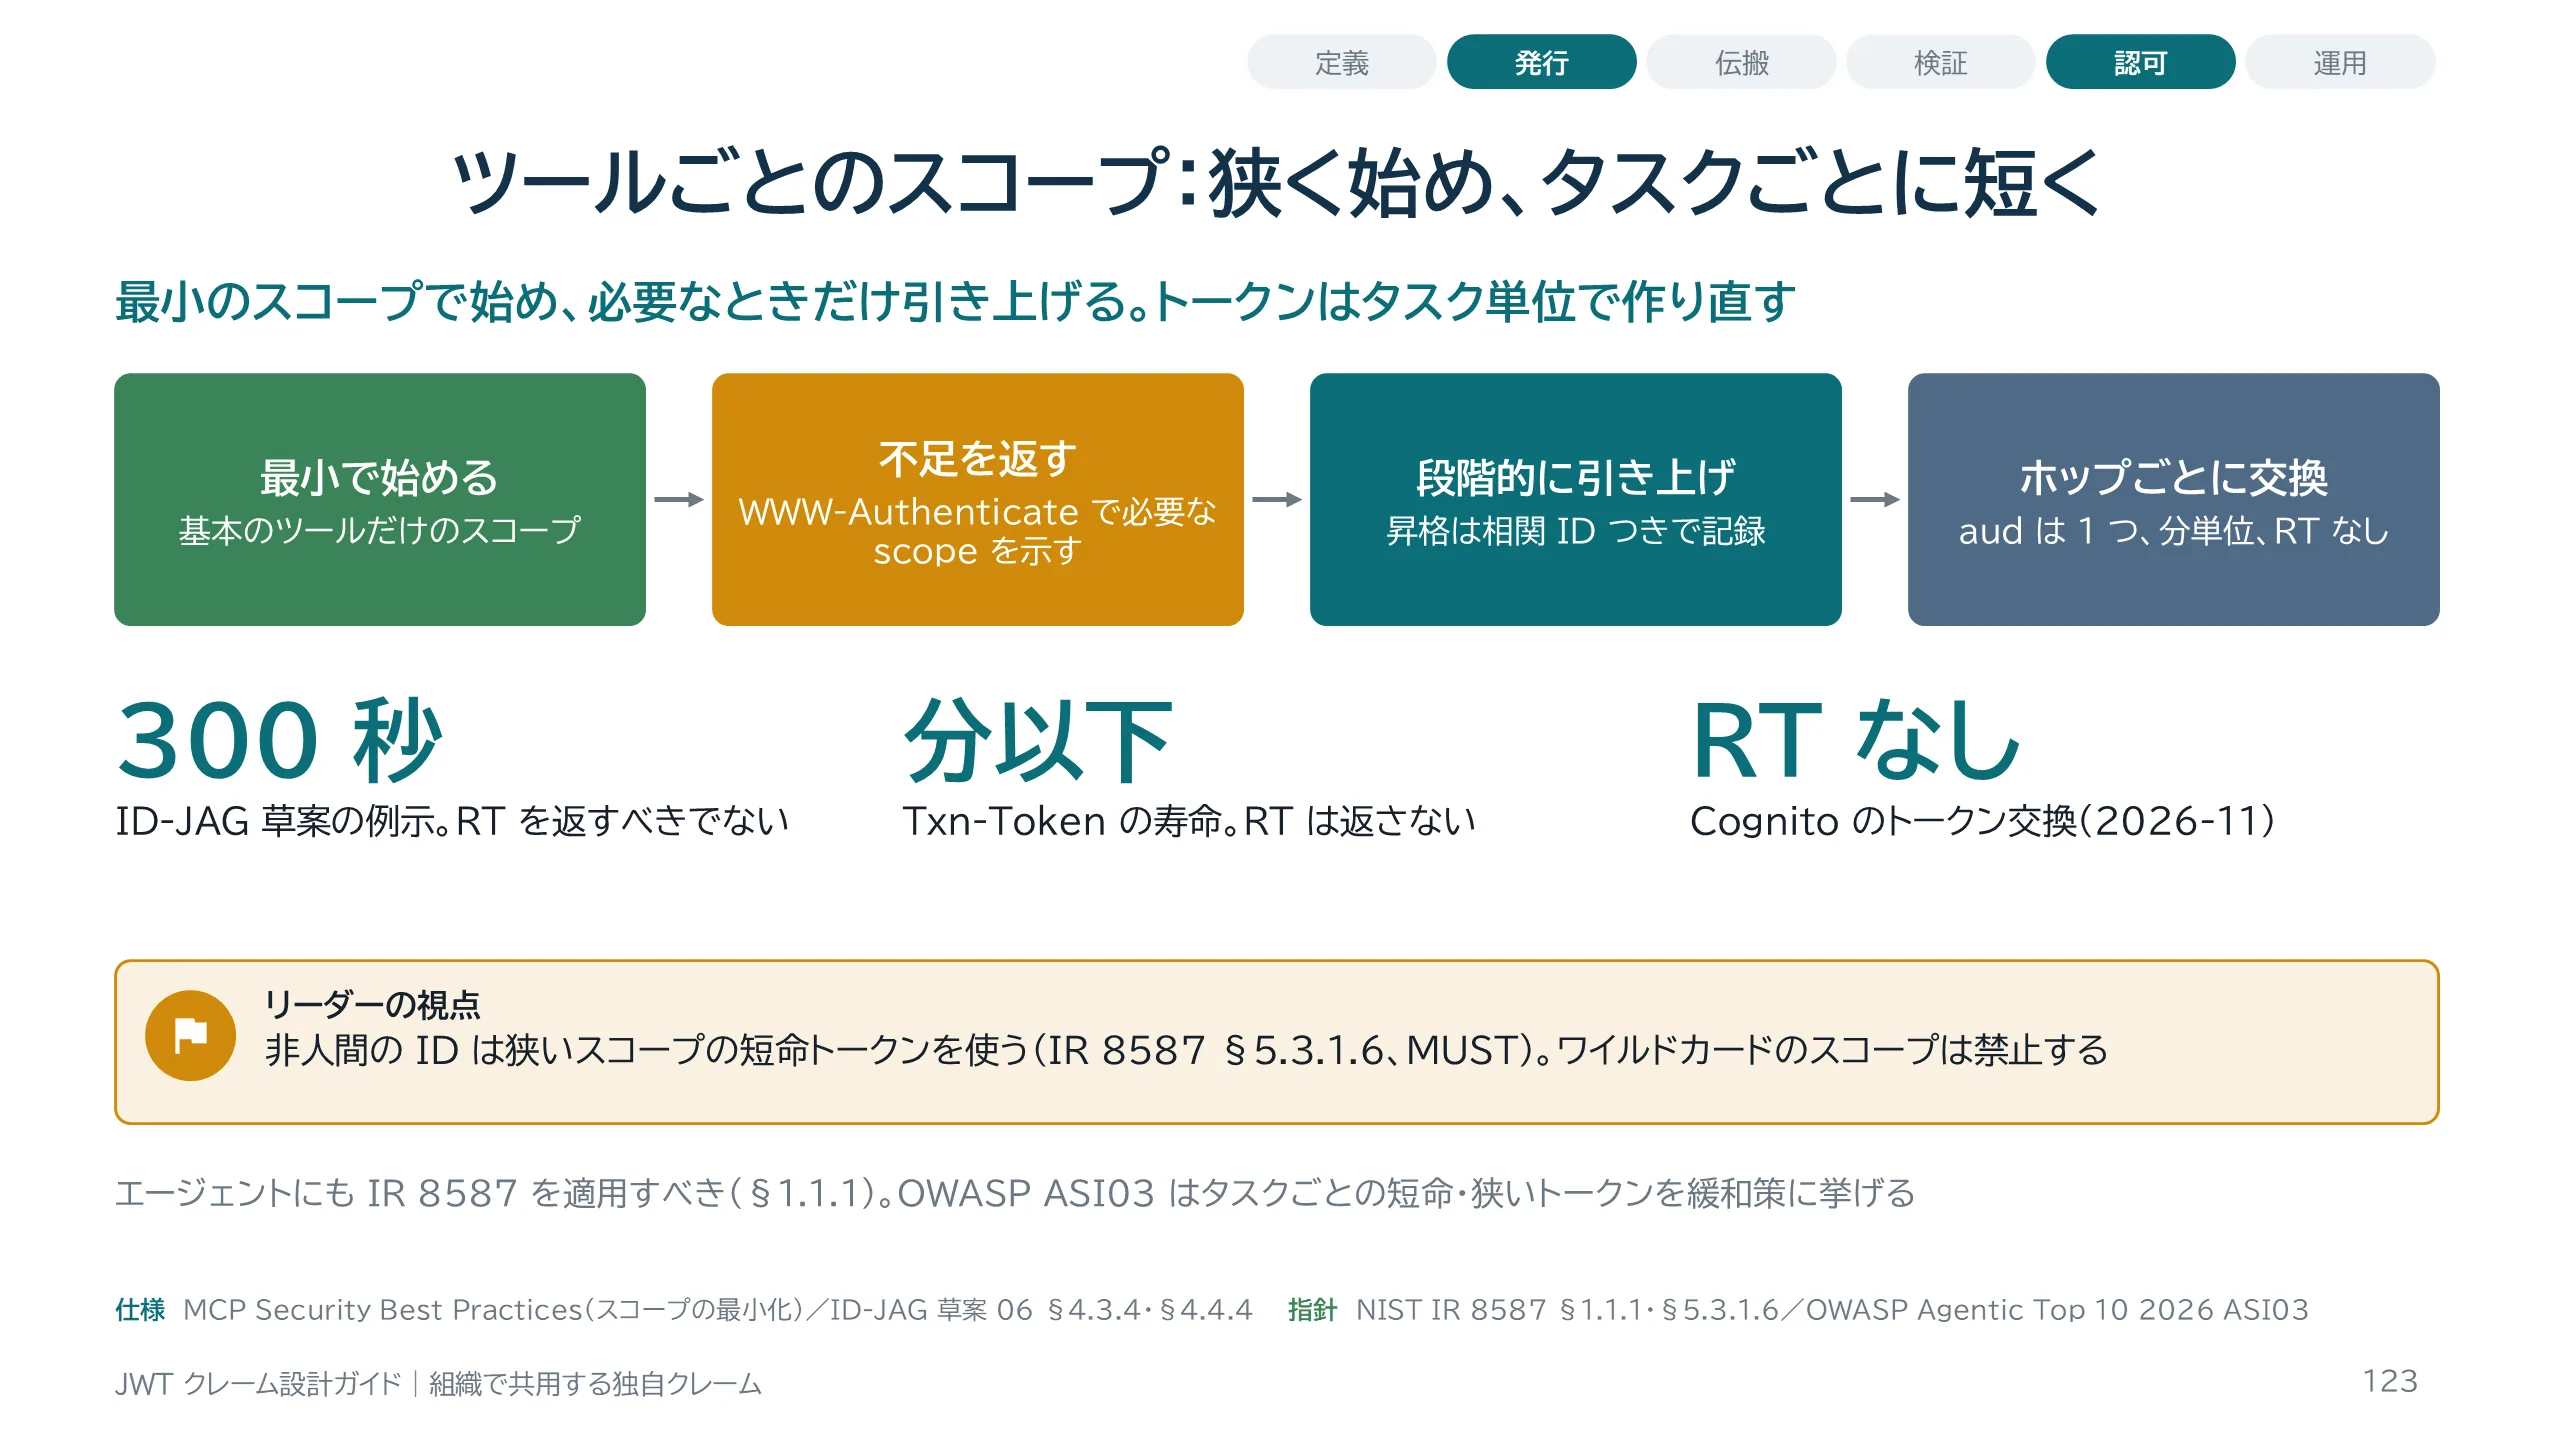 定義
発行
伝搬
検証
認可
運用
ツールごとのスコープ：狭く始め、タスクごとに短く
最小のスコープで始め、必要なときだけ引き上げる。トークンはタスク単位で作り直す
最小で始める
基本のツールだけのスコープ
不足を返す
WWW-Authenticate で必要な
scope を示す
段階的に引き上げ
昇格は相関 ID つきで記録
ホップごとに交換
aud は 1 つ、分単位、RT なし
300 秒
ID-JAG 草案の例示。RT を返すべきでない
分以下
Txn-Token の寿命。RT は返さない
RT なし
Cognito のトークン交換（2026-11）
リーダーの視点
非人間の ID は狭いスコープの短命トークンを使う（IR 8587 §5.3.1.6、MUST）。ワイルドカードのスコープは禁止する
エージェントにも IR 8587 を適用すべき（§1.1.1）。OWASP ASI03 はタスクごとの短命・狭いトークンを緩和策に挙げる
仕様 MCP Security Best Practices（スコープの最小化）／ID-JAG 草案 06 §4.3.4・§4.4.4 指針 NIST IR 8587 §1.1.1・§5.3.1.6／OWASP Agentic Top 10 2026 ASI03
JWT クレーム設計ガイド｜組織で共用する独自クレーム
123